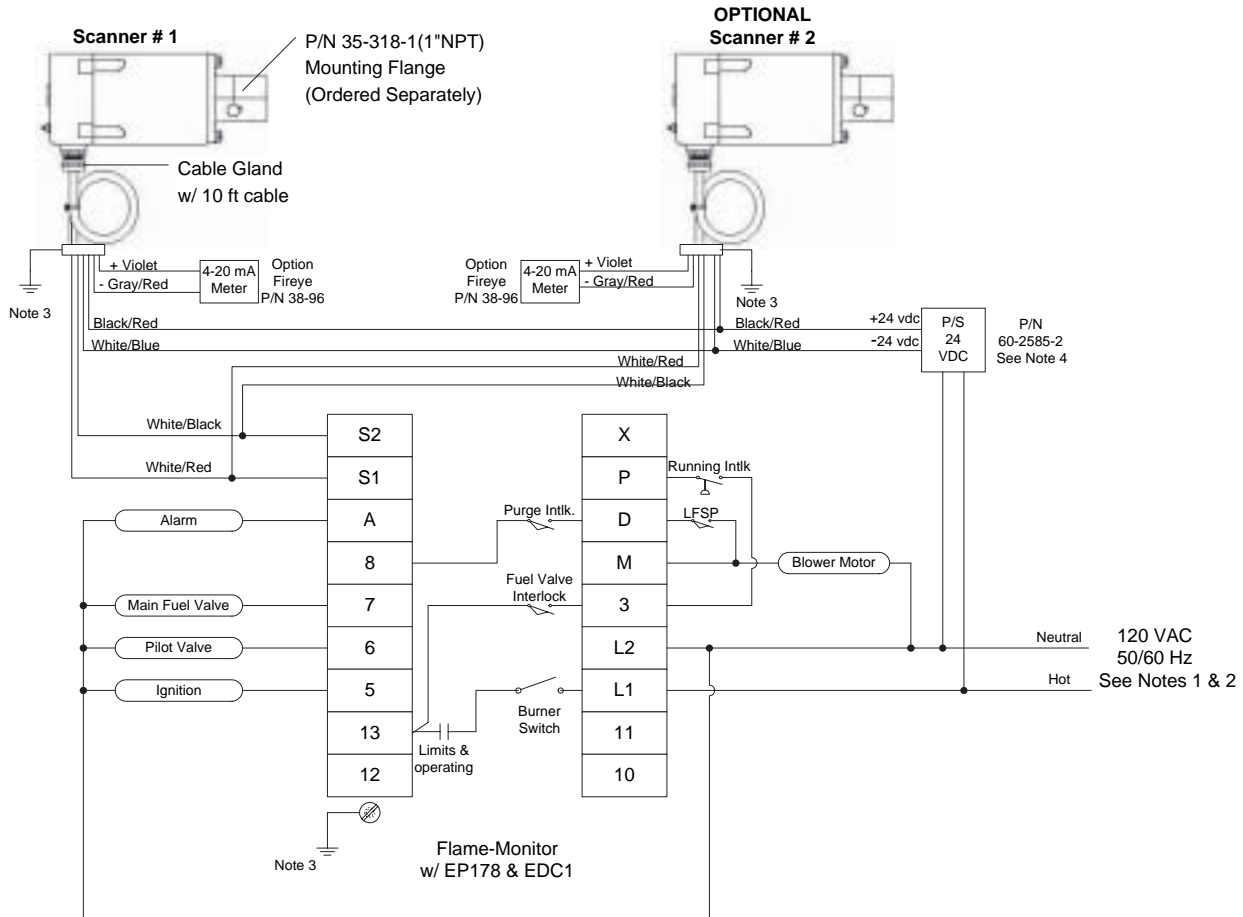 OPTIONAL
Scanner # 1
Scanner # 2
P/N 35-318-1(1"NPT)
Mounting Flange
(Ordered Separately)
Cable Gland
w/ 10 ft cable
+ Violet
- Gray/Red
4-20 mA
Meter
Option
Fireye
P/N 38-96
Option
Fireye
P/N 38-96
4-20 mA
Meter
+ Violet
- Gray/Red
Note 3
Note 3
Black/Red
White/Blue
Black/Red
White/Blue
+24 vdc
-24 vdc
P/S
24
VDC
P/N
60-2585-2
See Note 4
White/Red
White/Black
White/Black
White/Red
S2
S1
A
8
7
6
5
13
12
X
P
D
M
3
L2
L1
11
10
Running Intlk
Purge Intlk.
LFSP
Alarm
Blower Motor
Fuel Valve
Interlock
Main Fuel Valve
Pilot Valve
Ignition
Burner
Switch
Limits &
operating
Neutral
Hot
120 VAC
50/60 Hz
See Notes 1 & 2
Note 3
Flame-Monitor
w/ EP178 & EDC1